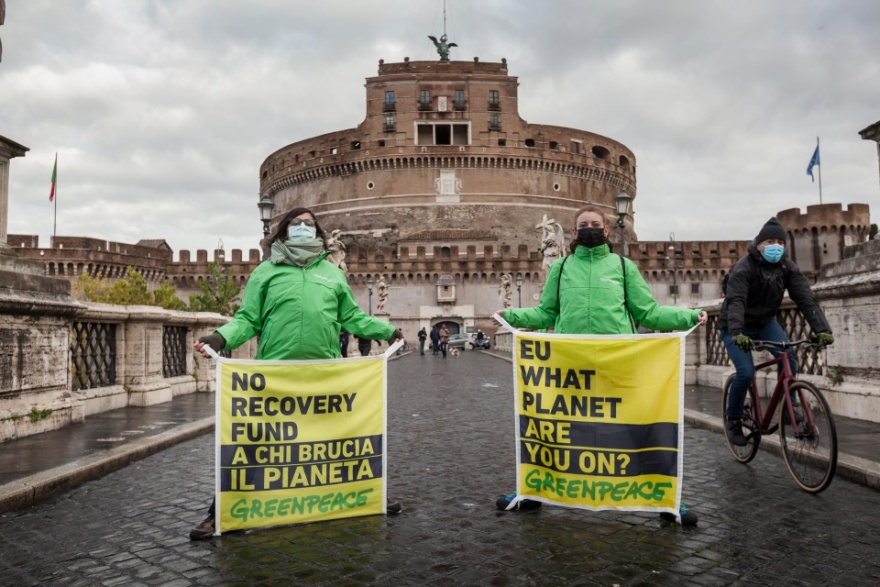 NO
RECOVERY
FUND
A CHI BRUCIA
IL PIANETA
GREENPEACE
EU
WHAT
PLANET
ARE
YOU ON?
GREENPEACE